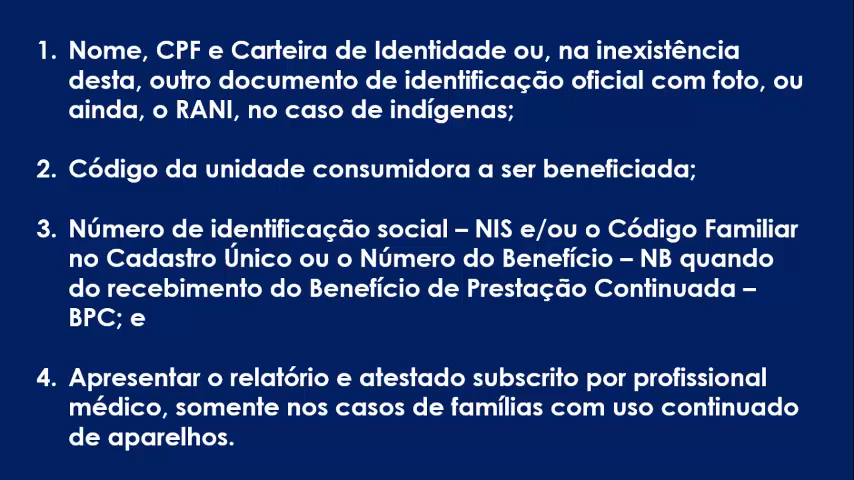 1. Nome, CPF e Carteira de Identidade ou, na inexistência
desta, outro documento de identificação oficial com foto, ou
ainda, o RANI, no caso de indígenas;
2. Código da unidade consumidora a ser beneficiada;
3. Número de identificação social – NIS e/ou o Código Familiar
no Cadastro Único ou o Número do Benefício – NB quando
do recebimento do Benefício de Prestação Continuada –
BPC; e
4. Apresentar o relatório e atestado subscrito por profissional
médico, somente nos casos de famílias com uso continuado
de aparelhos.